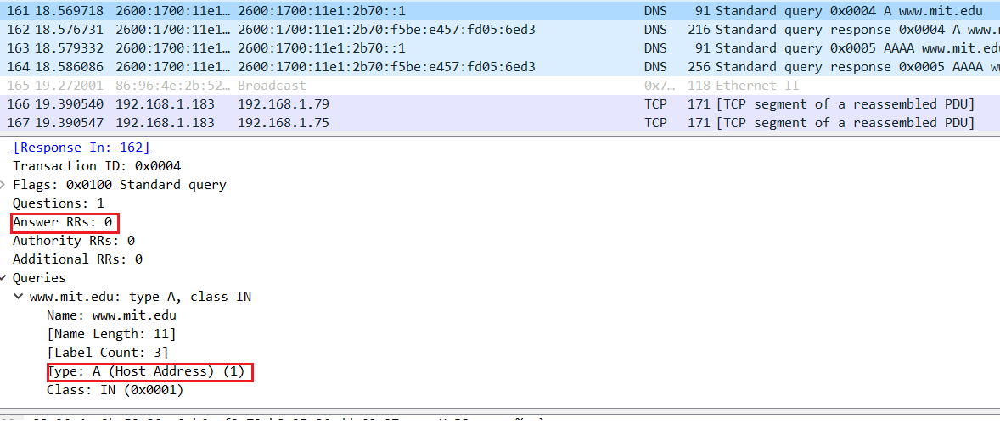 161 18.569718 2600:1700:11e1… 2600:1700:11e1:2b70::1 DNS 91 Standard query 0x0004 A www.mit.edu
162 18.576731 2600:1700:11e1… 2600:1700:11e1:2b70:f5be:e457:fd05:6ed3 DNS 216 Standard query response 0x0004 A www.
163 18.579332 2600:1700:11e1… 2600:1700:11e1:2b70::1 DNS 91 Standard query 0x0005 AAAA www.mit.edu
164 18.586086 2600:1700:11e1… 2600:1700:11e1:2b70:f5be:e457:fd05:6ed3 DNS 256 Standard query response 0x0005 AAAA
165 19.272001 86:96:4e:2b:52… Broadcast 0x7… 118 Ethernet II
166 19.390540 192.168.1.183 192.168.1.79 TCP 171 [TCP segment of a reassembled PDU]
167 19.390547 192.168.1.183 192.168.1.75 TCP 171 [TCP segment of a reassembled PDU]
[Response In: 162]
Transaction ID: 0x0004
Flags: 0x0100 Standard query
Questions: 1
Answer RRs: 0
Authority RRs: 0
Additional RRs: 0
Queries
www.mit.edu: type A, class IN
Name: www.mit.edu
[Name Length: 11]
[Label Count: 3]
Type: A (Host Address) (1)
Class: IN (0x0001)